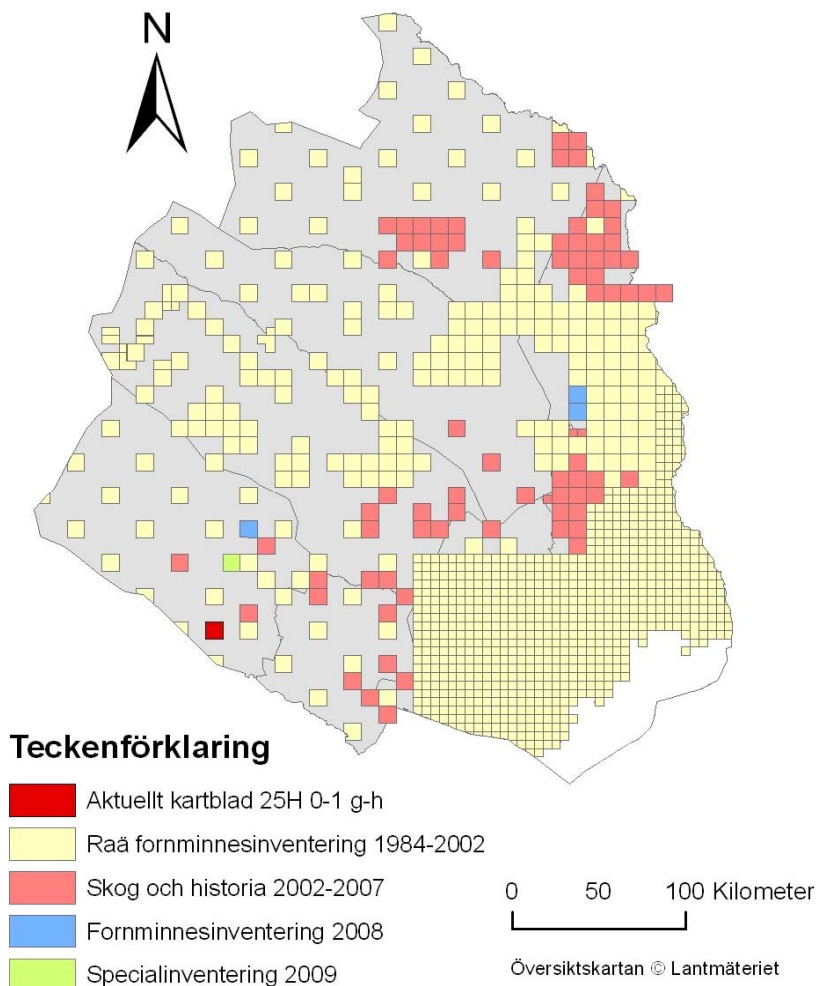 N
Teckenförklaring
Aktuellt kartblad 25H 0-1 g-h
Raä fornminnesinventering 1984-2002
Skog och historia 2002-2007
Fornminnesinventering 2008
Specialinventering 2009
0 50 100 Kilometer
Översiktskartan © Lantmäteriet